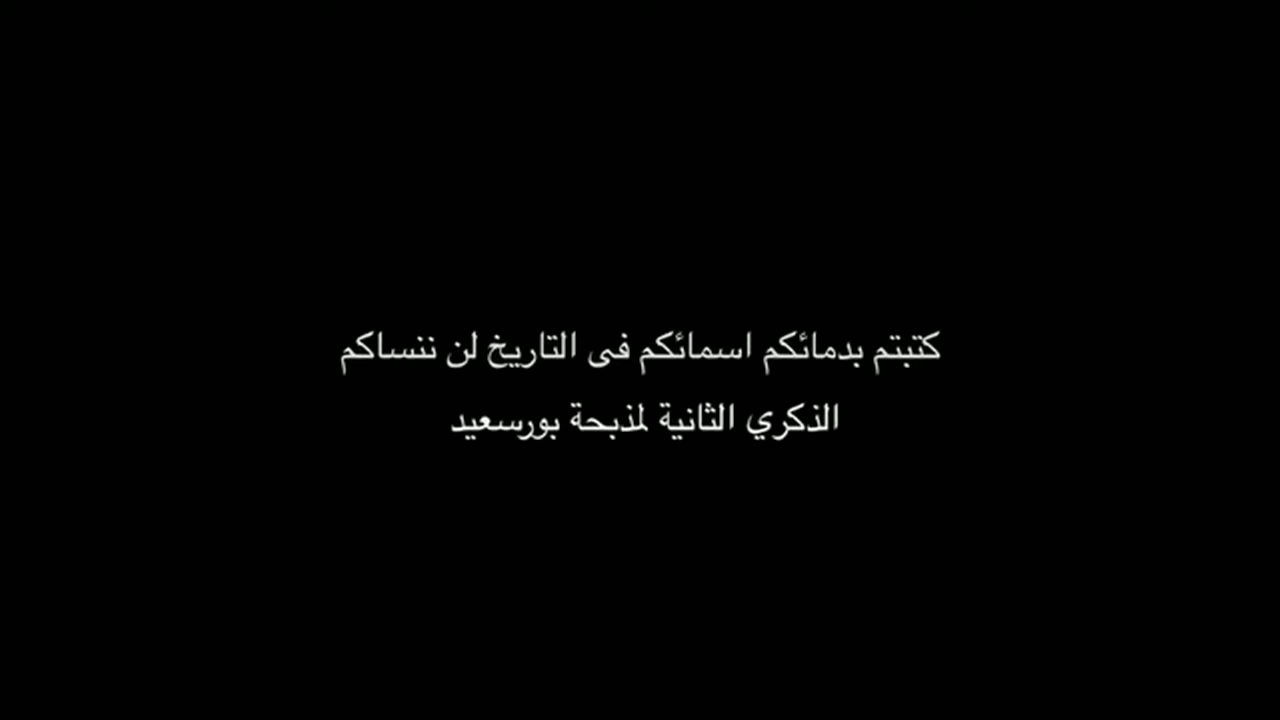 كتبتم بدمائكم اسمائكم فى التاريخ لن ننساكم
الذكري الثانية لمذبحة بورسعيد